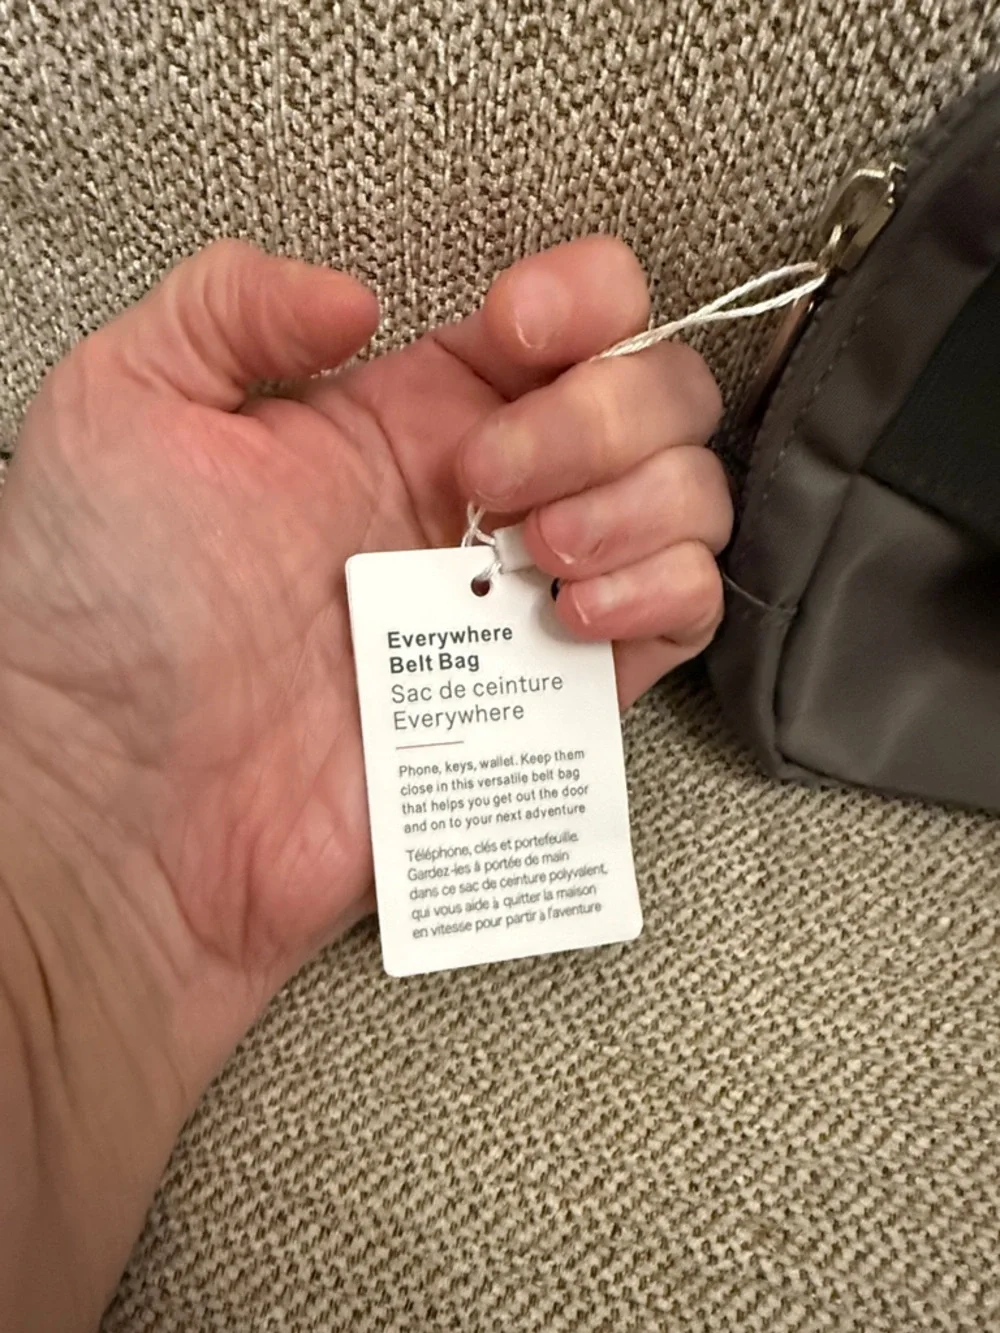 Everywhere
Belt Bag
Sac de ceinture
Everywhere
Phone, keys, wallet. Keep them
close in this versatile belt bag
that helps you get out the door
and on to your next adventure
Téléphone, clés et portefeuille.
Gardez-les à portée de main
dans ce sac de ceinture polyvalent,
qui vous aide à quitter la maison
en vitesse pour partir à l'aventure